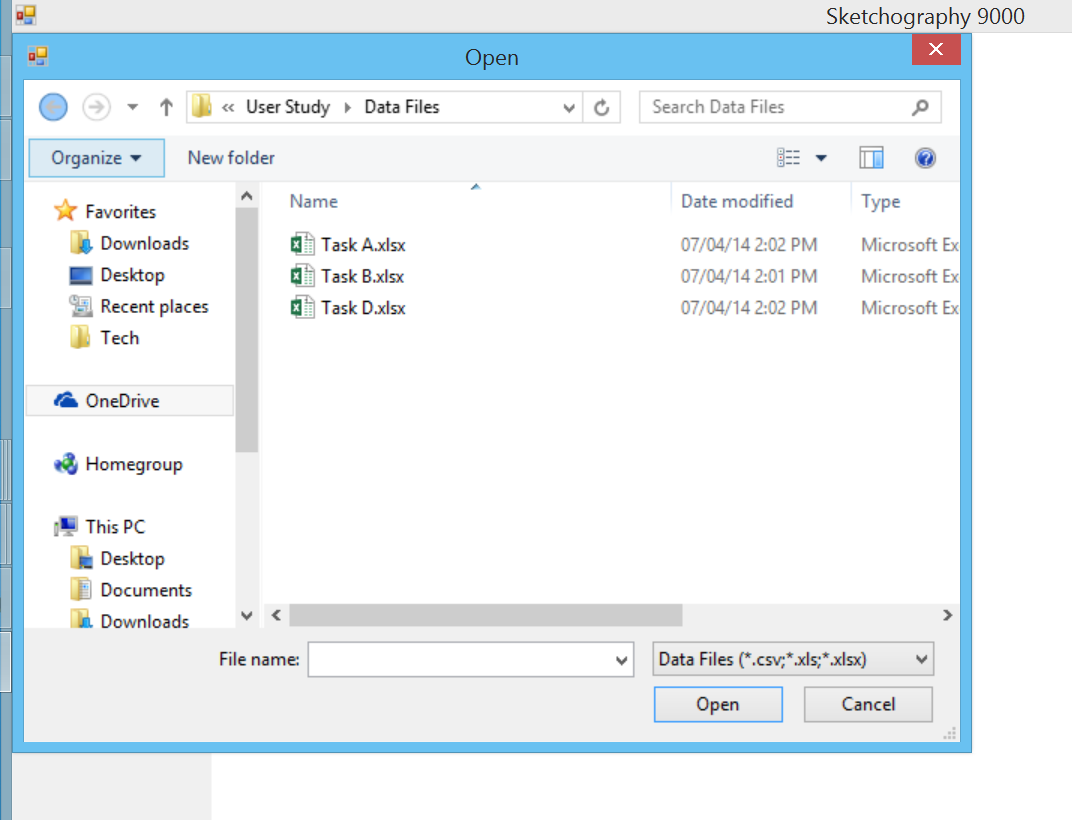 Sketchography 9000
Open
« User Study Data Files
Search Data Files
Organize New folder
Name Date modified Type
Favorites
Downloads
Desktop
Recent places
Tech
OneDrive
Homegroup
This PC
Desktop
Documents
Downloads
Task A.xlsx 07/04/14 2:02 PM Microsoft Ex
Task B.xlsx 07/04/14 2:01 PM Microsoft Ex
Task D.xlsx 07/04/14 2:02 PM Microsoft Ex
File name: Data Files (*.csv;*.xls;*.xlsx)
Open Cancel